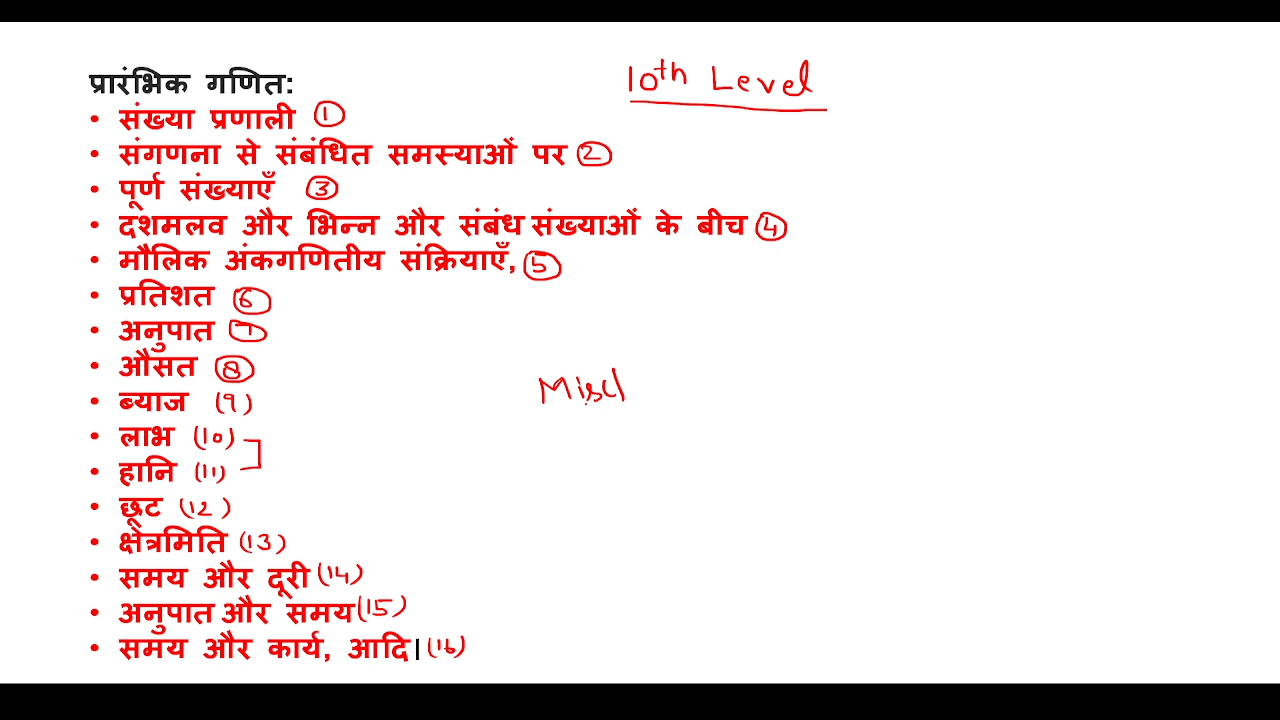 प्रारंभिक गणित:
10th Level
• संख्या प्रणाली (1)
• संगणना से संबंधित समस्याओं पर (2)
• पूर्ण संख्याएँ (3)
• दशमलव और भिन्न और संबंध संख्याओं के बीच (4)
• मौलिक अंकगणितीय संक्रियाएँ, (5)
• प्रतिशत (6)
• अनुपात (7)
• औसत (8)
Miscl
• ब्याज (9)
• लाभ (10)
• हानि (11)
• छूट (12)
• क्षेत्रमिति (13)
• समय और दूरी (14)
• अनुपात और समय (15)
• समय और कार्य, आदि| (16)